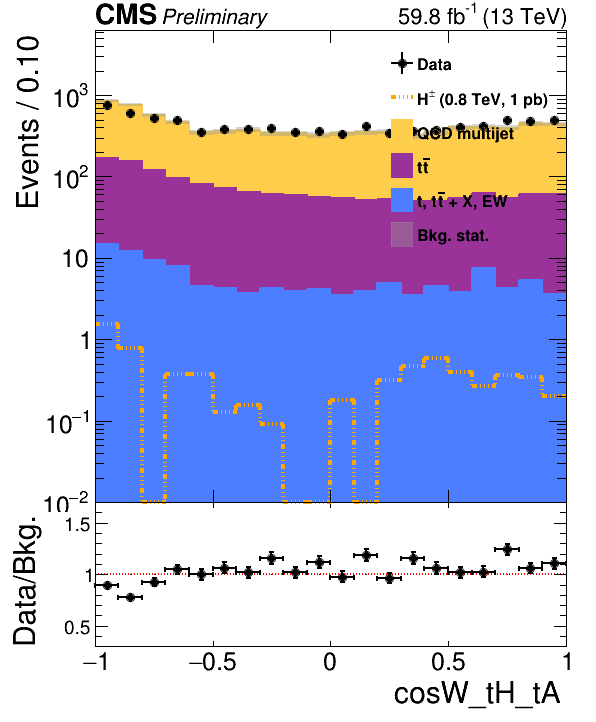 CMS Preliminary 59.8 fb⁻¹ (13 TeV)
Events / 0.10
10³
10²
10
1
10⁻¹
10⁻²
Data
H± (0.8 TeV, 1 pb)
QCD multijet
tt̄
t, tt̄ + X, EW
Bkg. stat.
Data/Bkg.
1.5
1
0.5
−1 −0.5 0 0.5 1
cosW_tH_tA